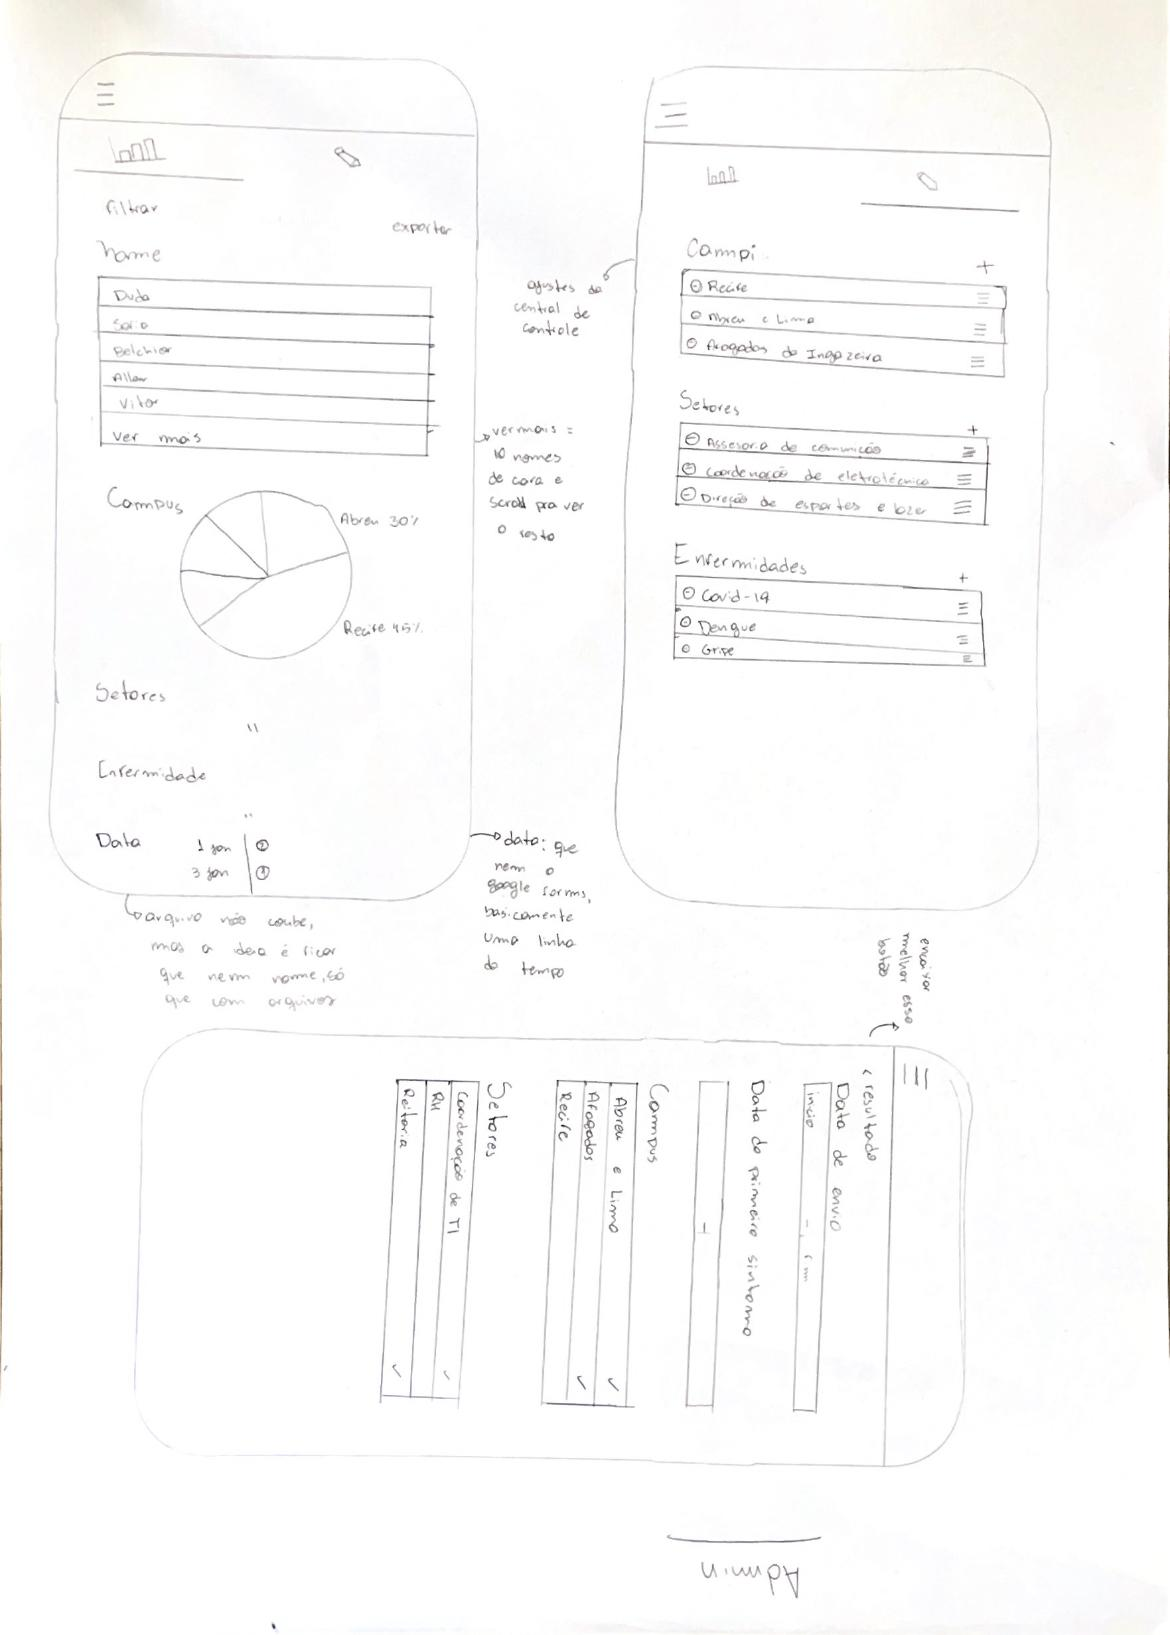 Filtrar
exportar
Nome
Duda
Belchior
Allan
Vitor
Ver mais
Campus
Abreu 30%
Recife 45%
Setores
"
Enfermidade
"
Data
1 jan 2
3 jan 1
arquivo não coube,
mas a ideia é ficar
que nem nome, só
que com arquivos
ajustes da
central de
controle
ver mais =
10 nomes
de cara e
scroll pra ver
o resto
data: que
nem o
google forms,
basicamente
uma linha
do tempo
Campi
+
Recife
Abreu e Lima
Afogados da Ingazeira
Setores
+
Assesoria de comunicão
Coordenação de eletrotécnica
Direção de esportes e lazer
Enfermidades
+
Covid-19
Dengue
Gripe
encaixar
melhor esse
botão
< resultado
Data de envio
inicio - fim
Data do primeiro sintoma
-
Campus
Abreu e Lima ✓
Afogados ✓
Recife
Setores
Coordenação de TI ✓
RH
Reitoria ✓
Admin